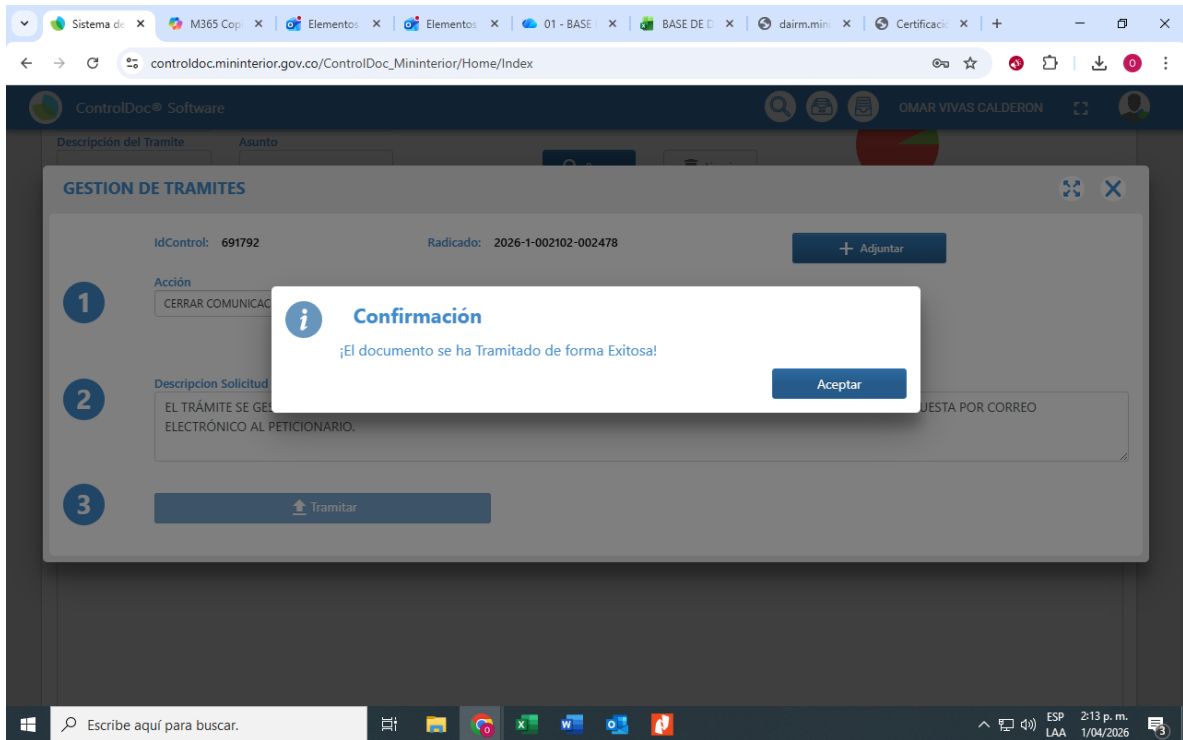 Sistema de
M365 Cop
Elementos
Elementos
01 - BASE
BASE DE D
dairm.mini
Certificació
controldoc.mininterior.gov.co/ControlDoc_Mininterior/Home/Index
O
ControlDoc® Software
OMAR VIVAS CALDERON
Descripción del Tramite
Asunto
GESTION DE TRAMITES
IdControl: 691792
Radicado: 2026-1-002102-002478
Adjuntar
1
Acción
CERRAR COMUNICAC
Confirmación
¡El documento se ha Tramitado de forma Exitosa!
Aceptar
2
Descripcion Solicitud
EL TRÁMITE SE GES
UESTA POR CORREO
ELECTRÓNICO AL PETICIONARIO.
3
Tramitar
Escribe aquí para buscar.
ESP
LAA
2:13 p. m.
1/04/2026
3